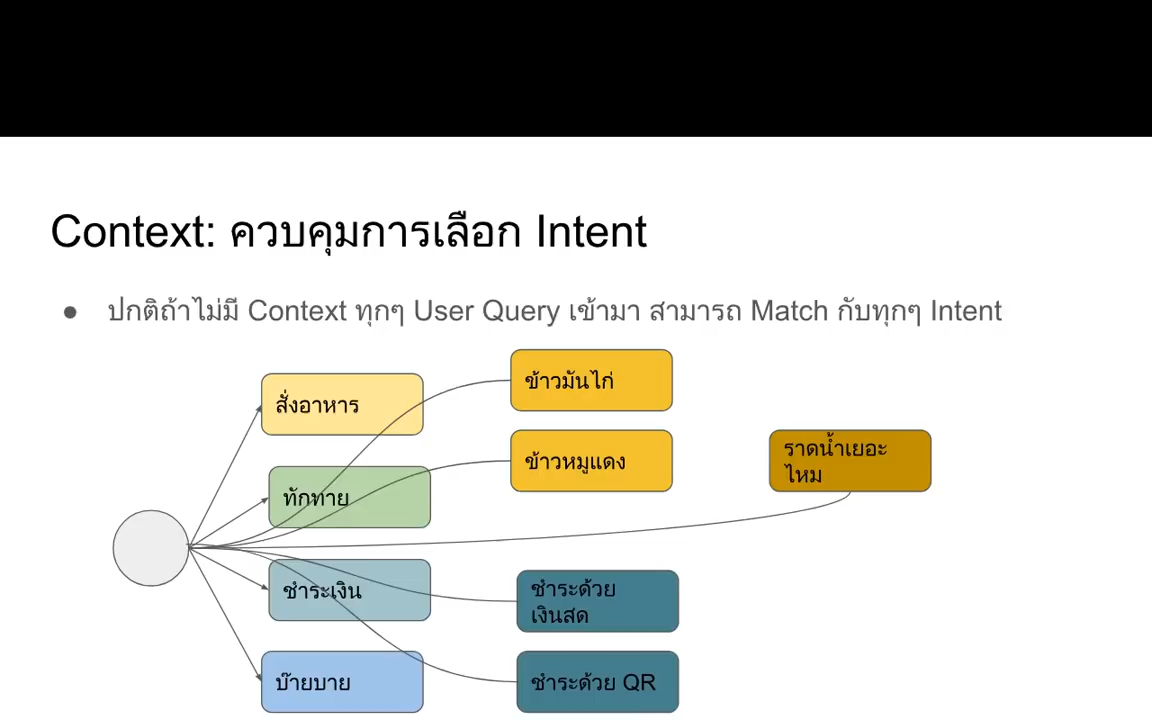 Context: ควบคุมการเลือก Intent
● ปกติถ้าไม่มี Context ทุกๆ User Query เข้ามา สามารถ Match กับทุกๆ Intent
สั่งอาหาร
ทักทาย
ชำระเงิน
บ๊ายบาย
ข้าวมันไก่
ข้าวหมูแดง
ชำระด้วย
เงินสด
ชำระด้วย QR
ราดน้ำเยอะ
ไหม